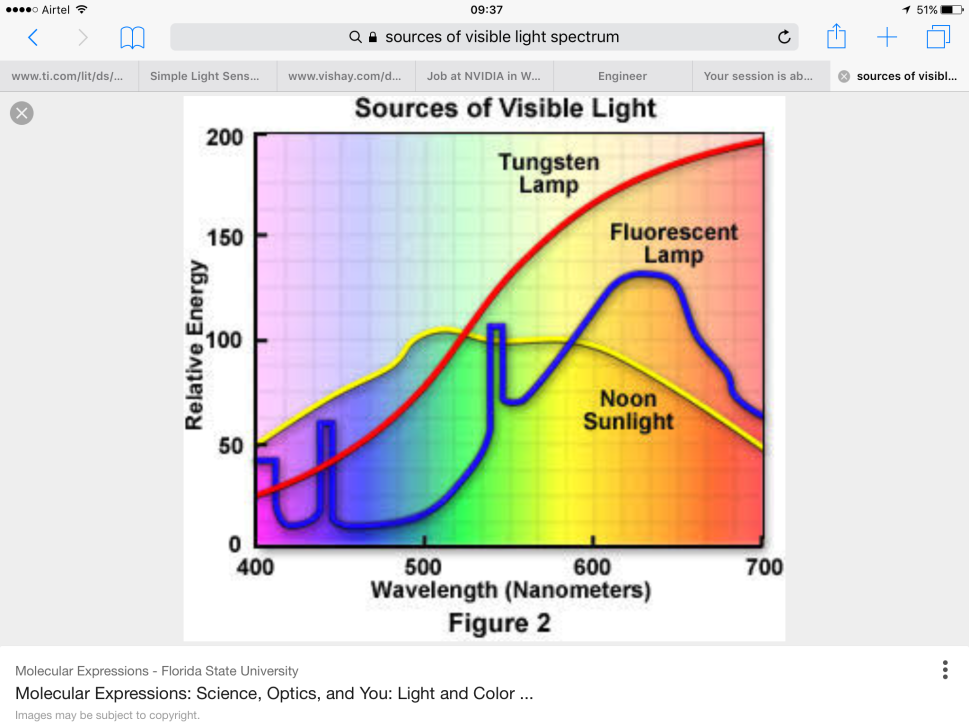 Airtel 09:37 51%
sources of visible light spectrum
www.ti.com/lit/ds/... Simple Light Sens... www.vishay.com/d... Job at NVIDIA in W... Engineer Your session is ab... sources of visibl...
Sources of Visible Light
200
Tungsten
Lamp
150
Fluorescent
Lamp
Relative Energy
100
Noon
Sunlight
50
0
400 500 600 700
Wavelength (Nanometers)
Figure 2
Molecular Expressions - Florida State University
Molecular Expressions: Science, Optics, and You: Light and Color ...
Images may be subject to copyright.